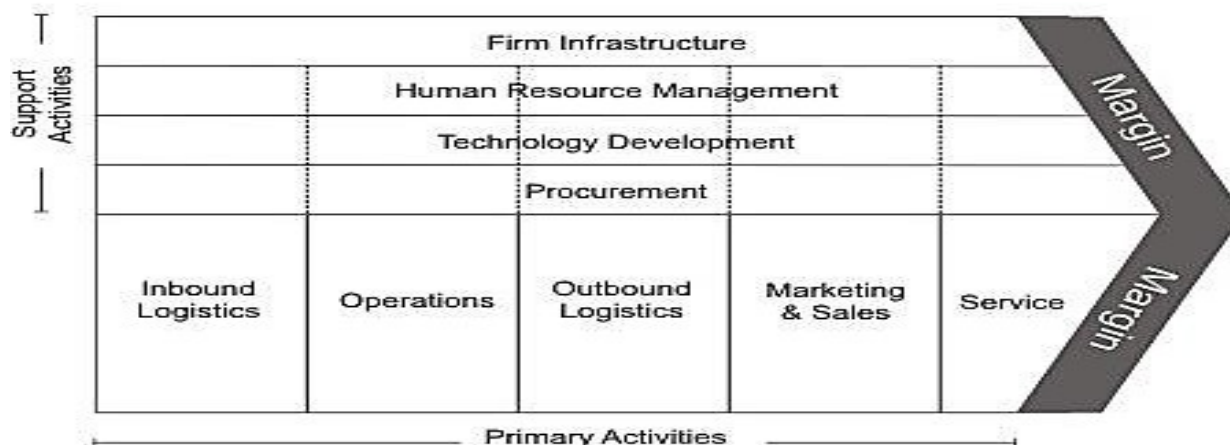 Support
Activities
Firm Infrastructure
Human Resource Management
Technology Development
Procurement
Inbound
Logistics
Operations
Outbound
Logistics
Marketing
& Sales
Service
Margin
Margin
Primary Activities